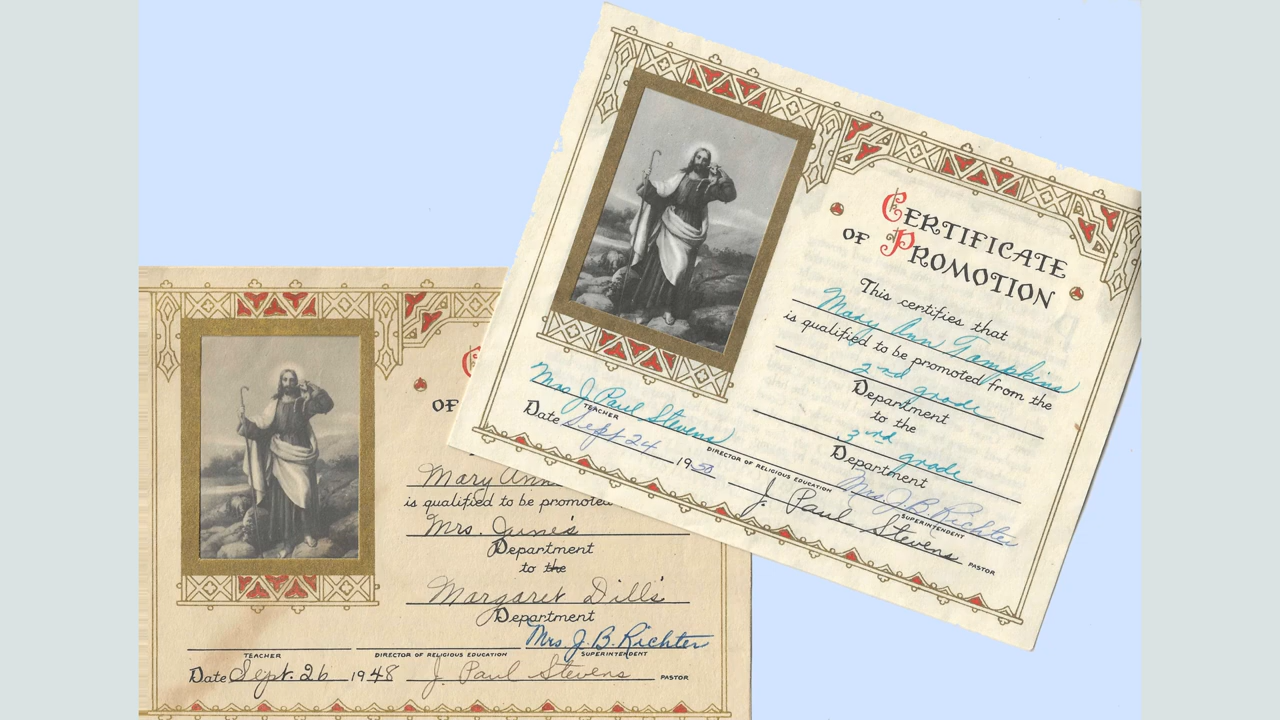 CERTIFICATE
OF PROMOTION
This certifies that
Mary Ann Tompkins
is qualified to be promoted from the
2nd grade
Department
to the
3rd grade
Department
Mrs J. Paul Stevens
TEACHER
DIRECTOR OF RELIGIOUS EDUCATION
Mrs J B Richter
SUPERINTENDENT
Date Sept 24 1950
J. Paul Stevens PASTOR
C
OF
Mary Ann
is qualified to be promoted
Mrs. June's
Department
to the
Margaret Dills'
Department
Mrs. J. B. Richter
TEACHER DIRECTOR OF RELIGIOUS EDUCATION SUPERINTENDENT
Date Sept. 26 1948 J. Paul Stevens PASTOR